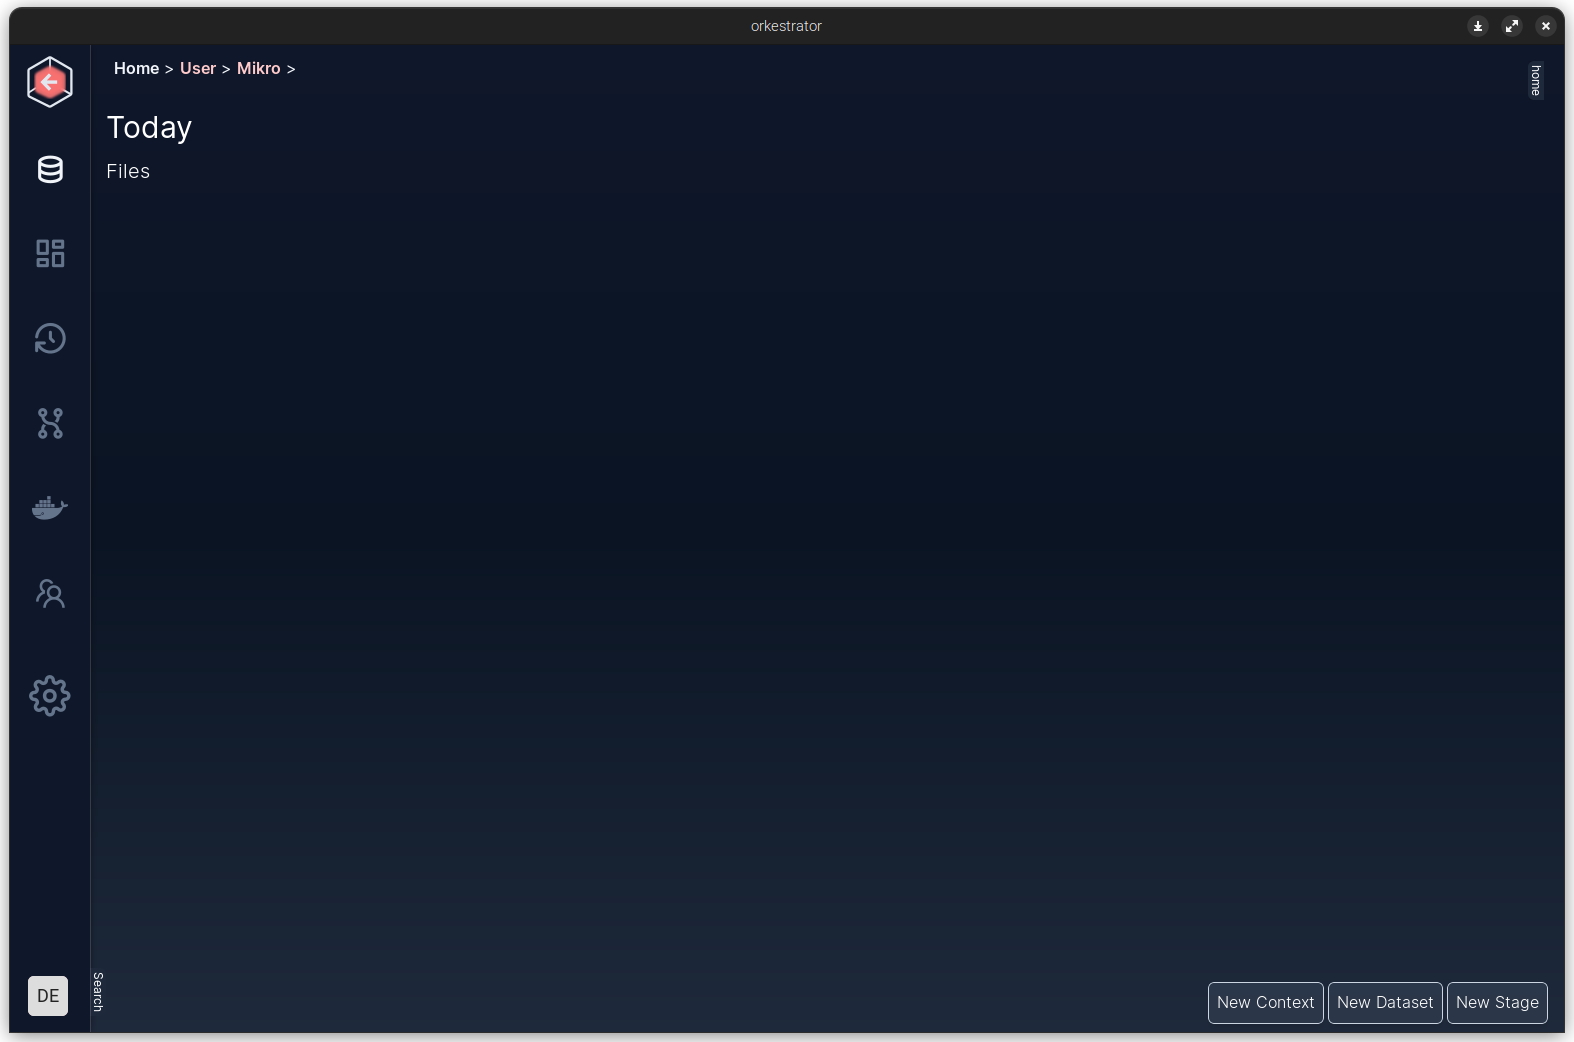 orkestrator
Home > User > Mikro >
home
Today
Files
Search
DE
New Context
New Dataset
New Stage